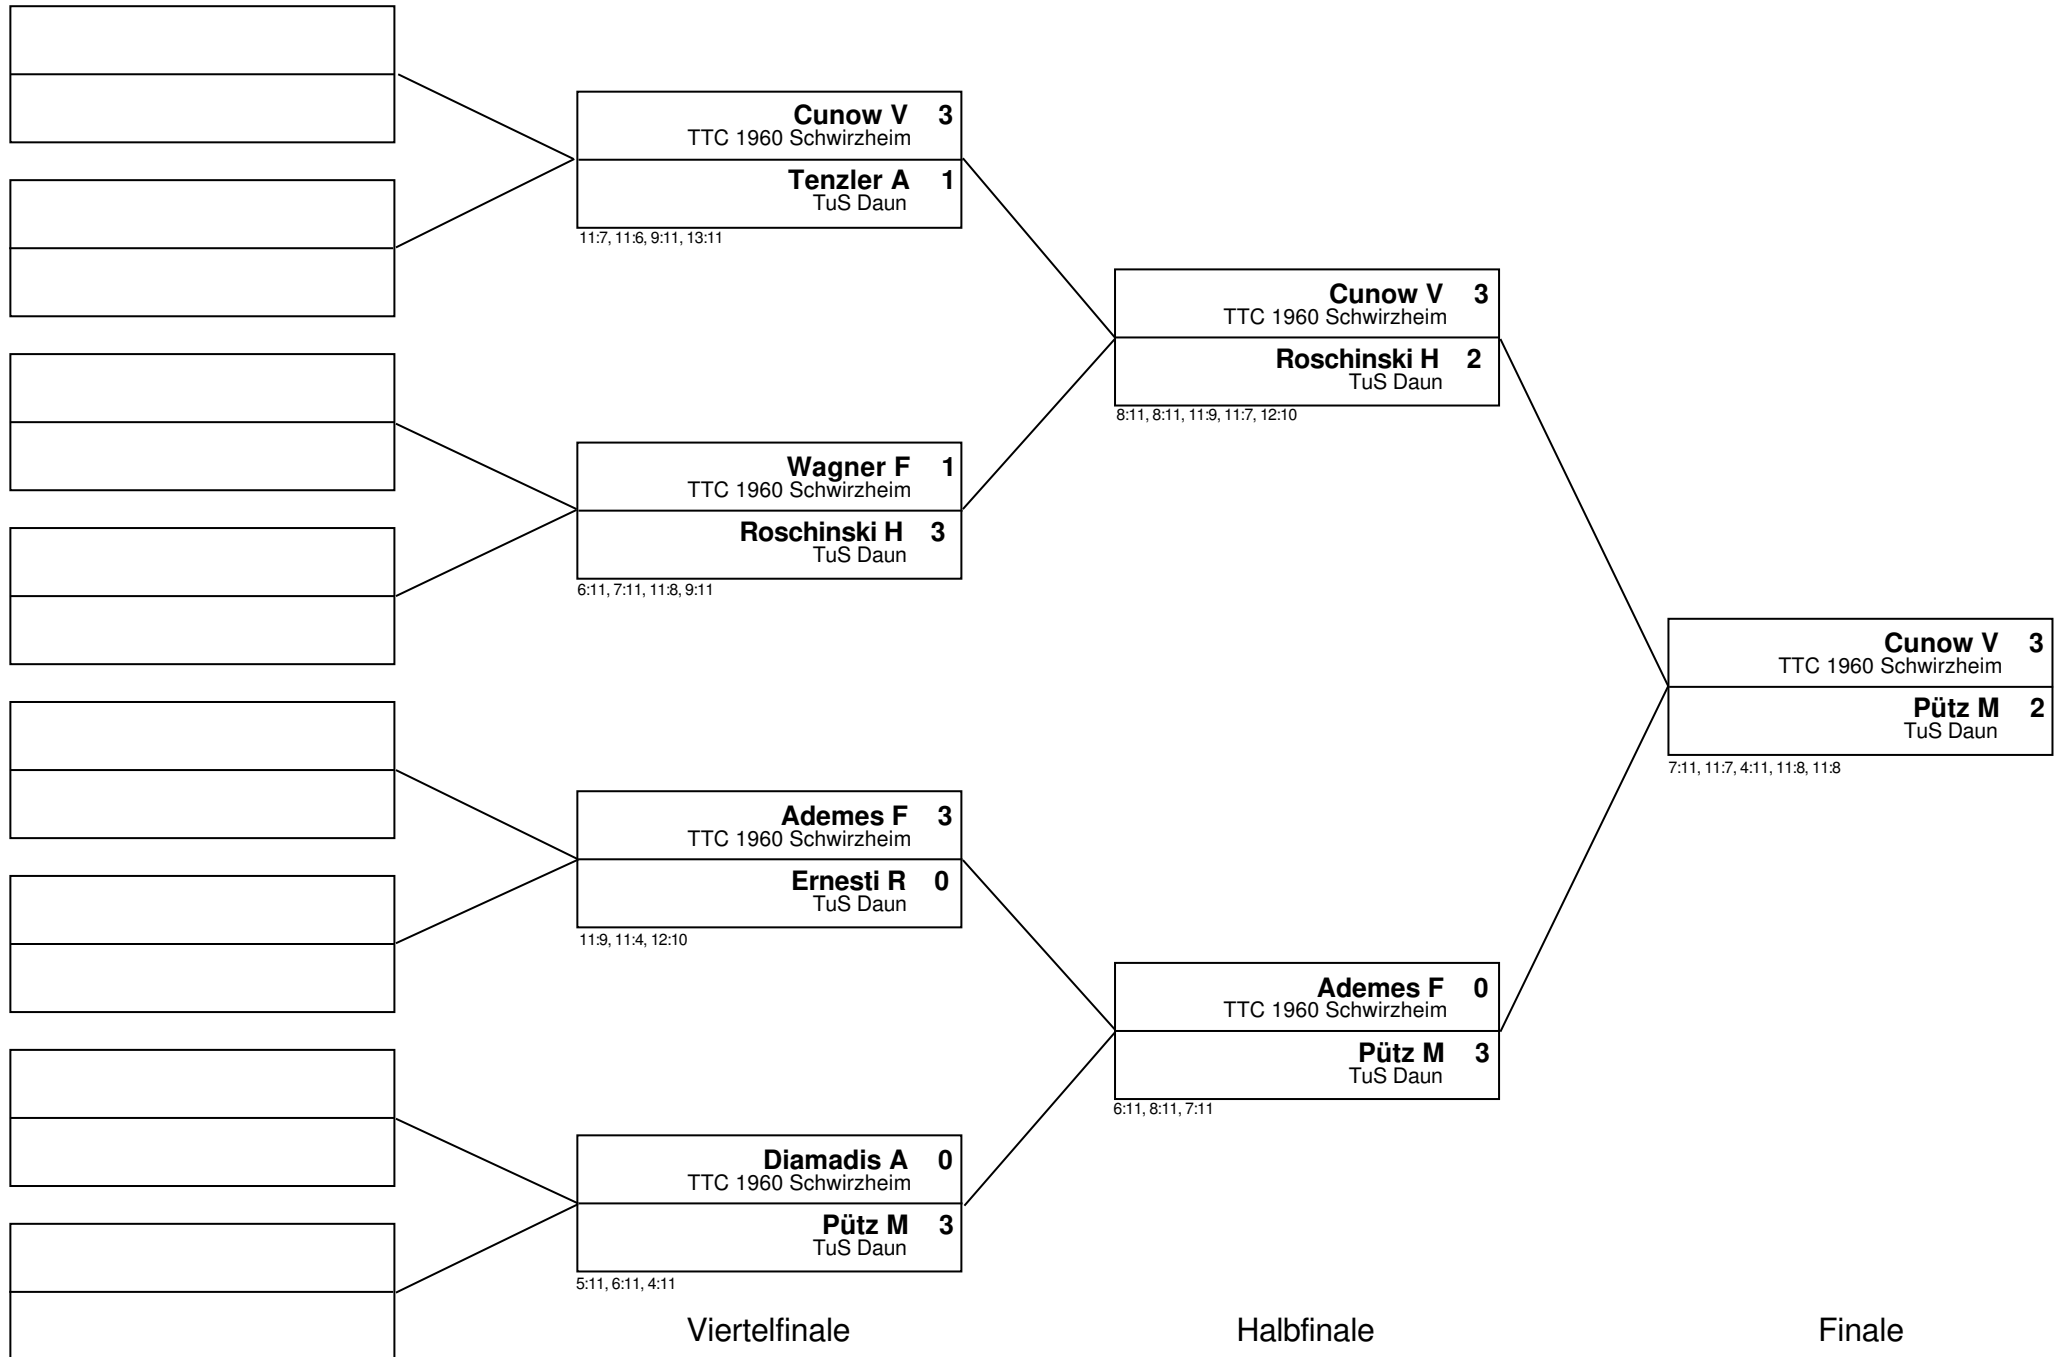 Cunow V 3
TTC 1960 Schwirzheim
Tenzler A 1
TuS Daun
11:7, 11:6, 9:11, 13:11
Wagner F 1
TTC 1960 Schwirzheim
Roschinski H 3
TuS Daun
6:11, 7:11, 11:8, 9:11
Ademes F 3
TTC 1960 Schwirzheim
Ernesti R 0
TuS Daun
11:9, 11:4, 12:10
Diamadis A 0
TTC 1960 Schwirzheim
Pütz M 3
TuS Daun
5:11, 6:11, 4:11
Viertelfinale
Cunow V 3
TTC 1960 Schwirzheim
Roschinski H 2
TuS Daun
8:11, 8:11, 11:9, 11:7, 12:10
Ademes F 0
TTC 1960 Schwirzheim
Pütz M 3
TuS Daun
6:11, 8:11, 7:11
Halbfinale
Cunow V 3
TTC 1960 Schwirzheim
Pütz M 2
TuS Daun
7:11, 11:7, 4:11, 11:8, 11:8
Finale